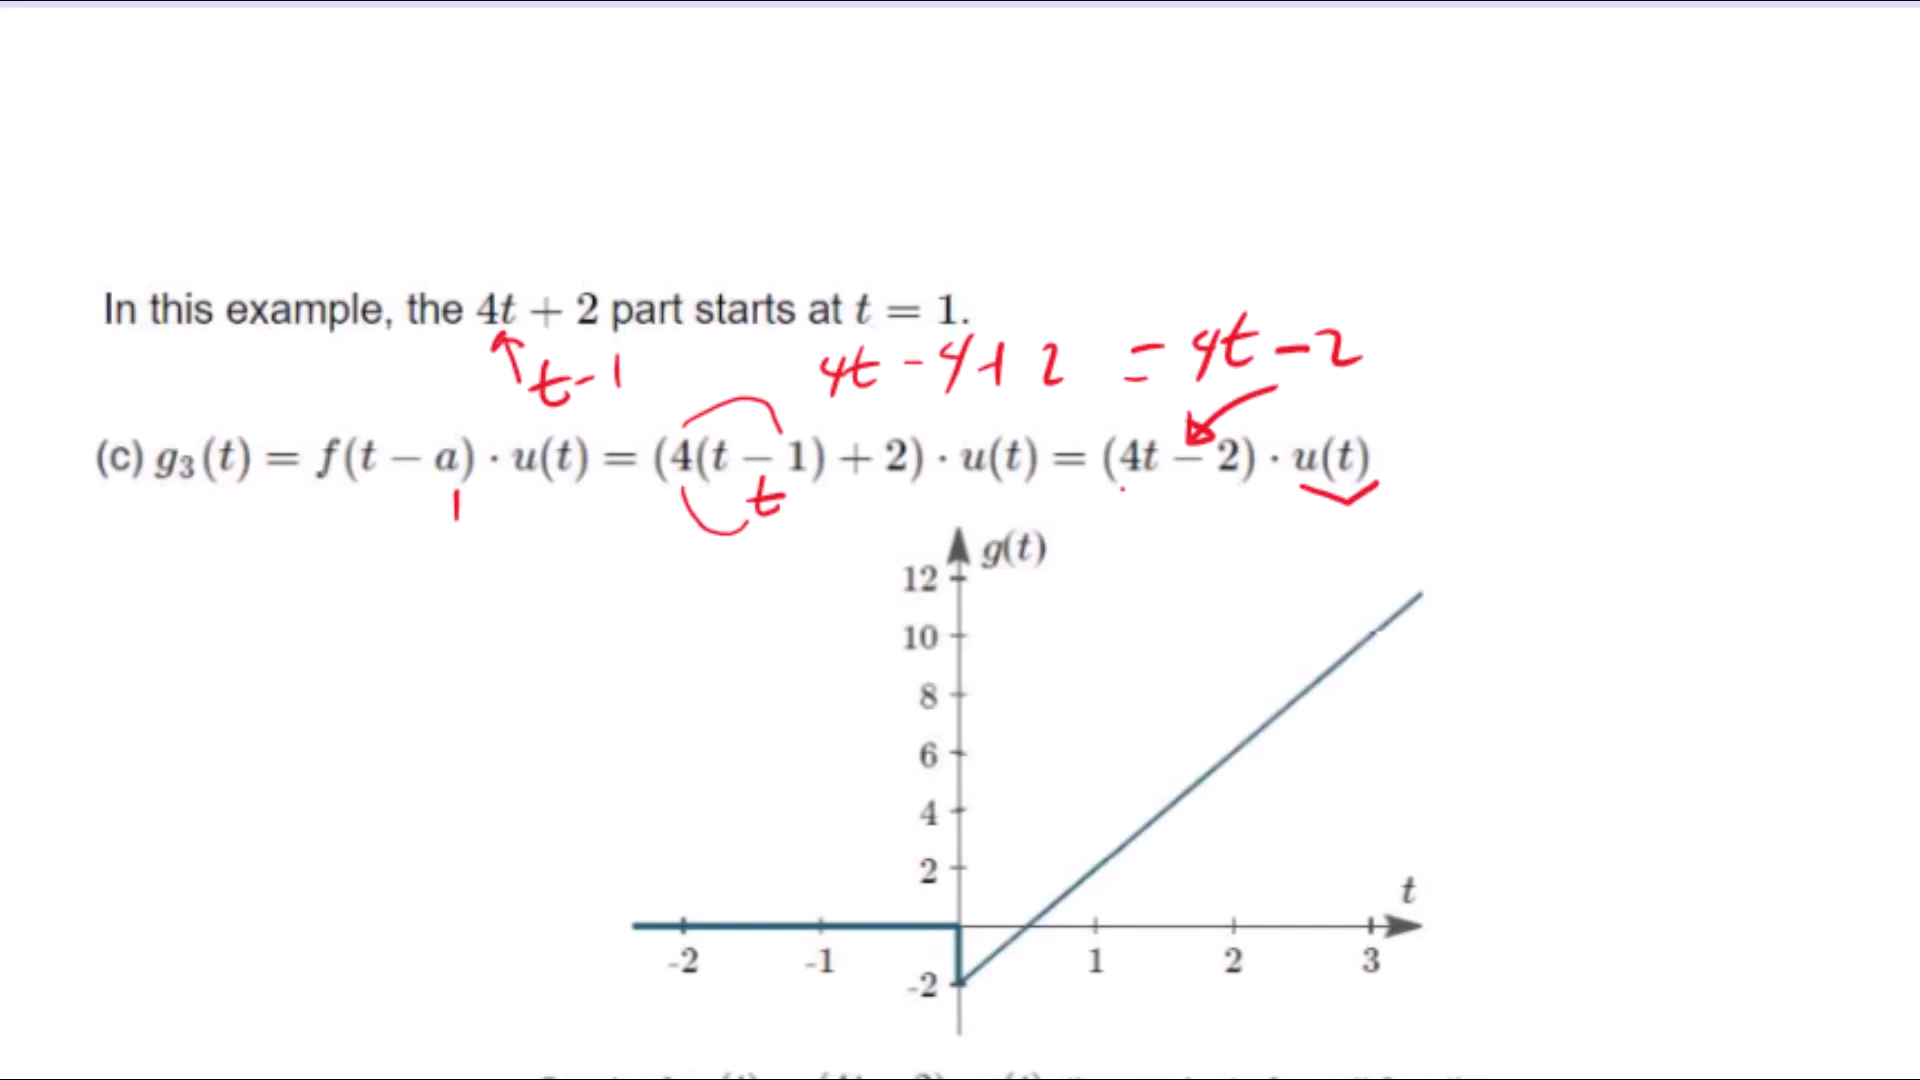 In this example, the 4t + 2 part starts at t = 1.
t-1
4t - 4 + 2 = 4t - 2
(c) g₃(t) = f(t − a) · u(t) = (4(t − 1) + 2) · u(t) = (4t − 2) · u(t)
1
t
g(t)
12
10
8
6
4
2
t
-2 -1 1 2 3
-2